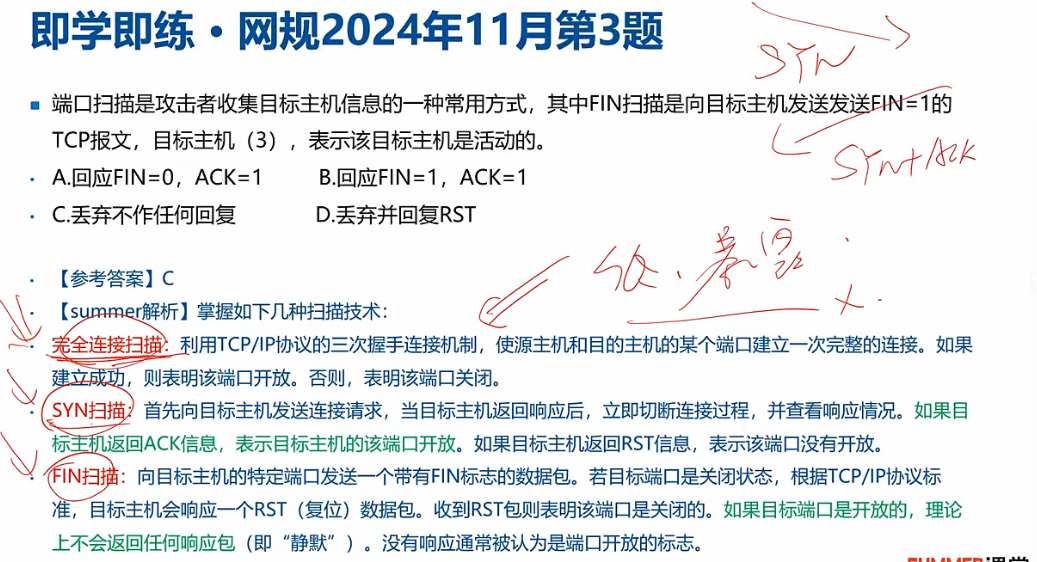 即学即练·网规2024年11月第3题
SYN
■ 端口扫描是攻击者收集目标主机信息的一种常用方式，其中FIN扫描是向目标主机发送发送FIN=1的
TCP报文，目标主机（3），表示该目标主机是活动的。
SYN+ACK
· A.回应FIN=0，ACK=1 B.回应FIN=1，ACK=1
· C.丢弃不作任何回复 D.丢弃并回复RST
· 【参考答案】C
· 【summer解析】掌握如下几种扫描技术：
· 完全连接扫描：利用TCP/IP协议的三次握手连接机制，使源主机和目的主机的某个端口建立一次完整的连接。如果
建立成功，则表明该端口开放。否则，表明该端口关闭。
· SYN扫描：首先向目标主机发送连接请求，当目标主机返回响应后，立即切断连接过程，并查看响应情况。如果目
标主机返回ACK信息，表示目标主机的该端口开放。如果目标主机返回RST信息，表示该端口没有开放。
· FIN扫描：向目标主机的特定端口发送一个带有FIN标志的数据包。若目标端口是关闭状态，根据TCP/IP协议标
准，目标主机会响应一个RST（复位）数据包。收到RST包则表明该端口是关闭的。如果目标端口是开放的，理论
上不会返回任何响应包（即“静默”）。没有响应通常被认为是端口开放的标志。